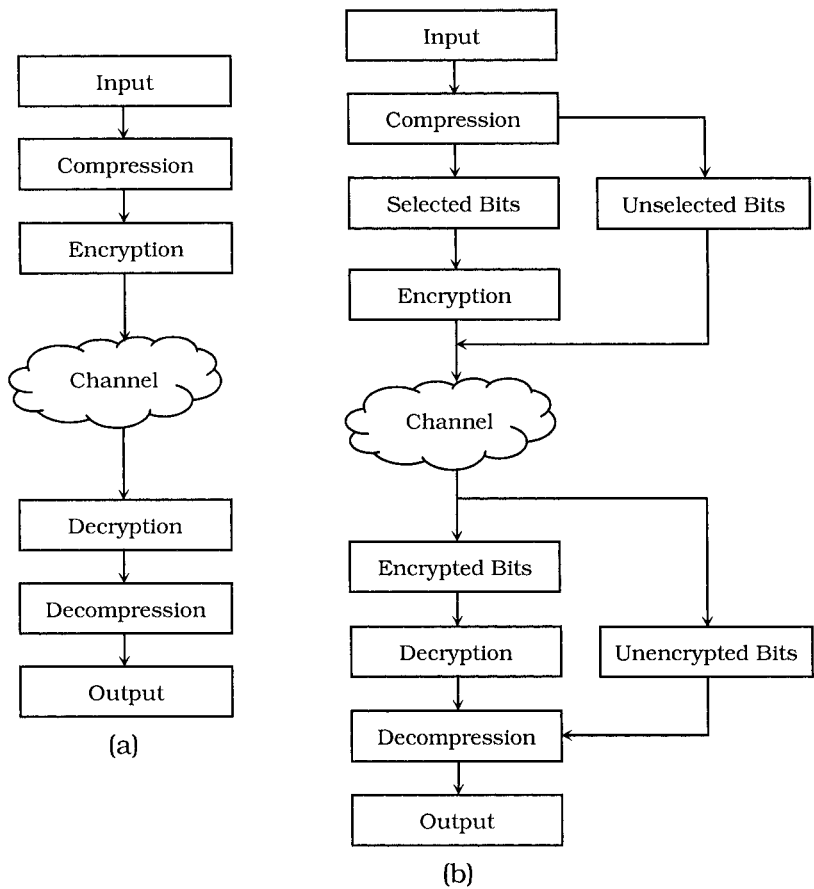 Input
Compression
Encryption
Channel
Decryption
Decompression
Output
(a)
Input
Compression
Selected Bits
Unselected Bits
Encryption
Channel
Encrypted Bits
Decryption
Unencrypted Bits
Decompression
Output
(b)